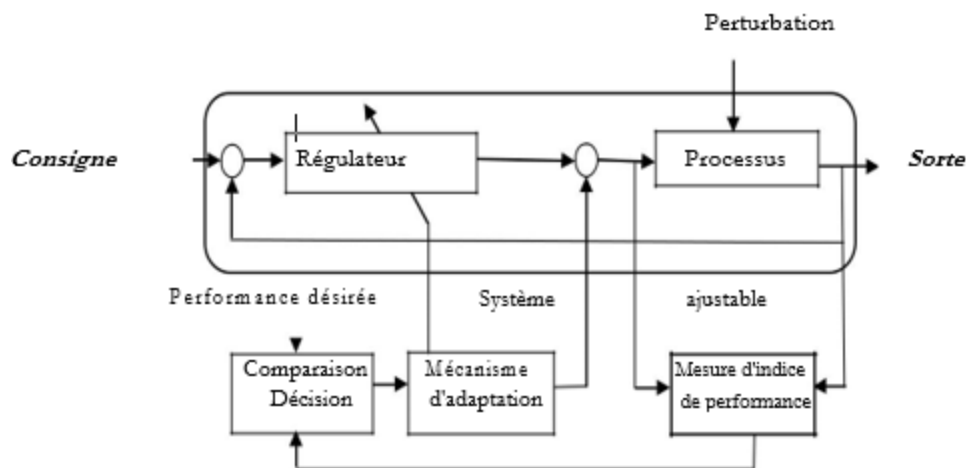 Perturbation
Consigne
Régulateur
Processus
Sorte
Performance désirée
Système
ajustable
Comparaison
Décision
Mécanisme
d'adaptation
Mesure d'indice
de performance